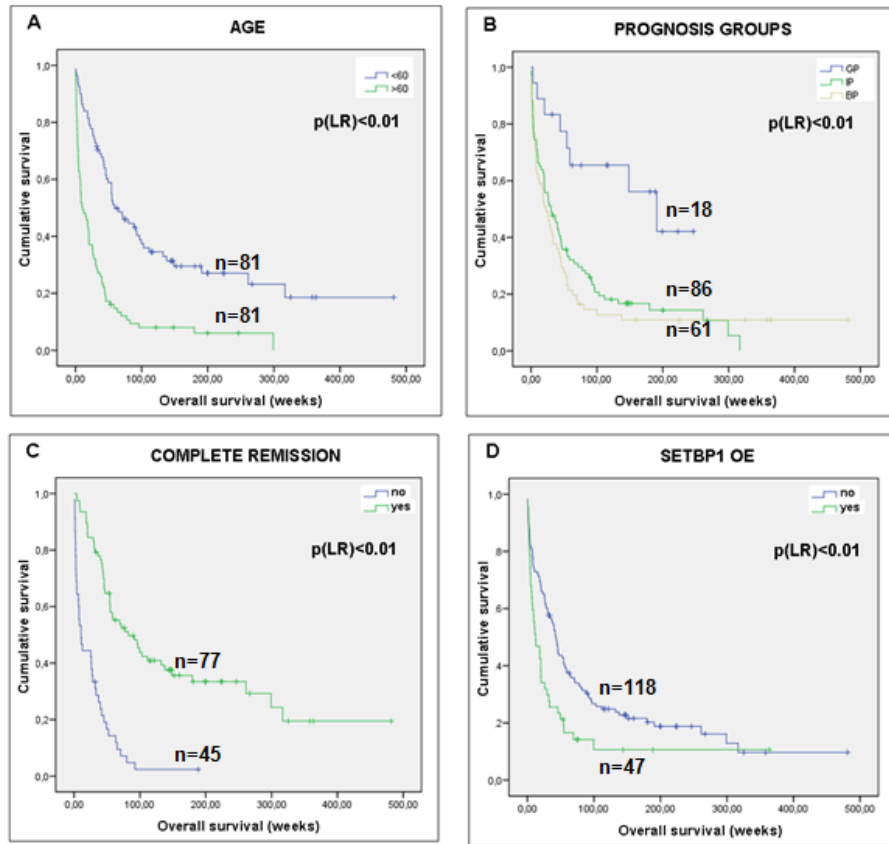 A
AGE
<60
>60
p(LR)<0.01
Cumulative survival
1,0
0,8
0,6
0,4
0,2
0,0
n=81
n=81
0,00 100,00 200,00 300,00 400,00 500,00
Overall survival (weeks)
B
PROGNOSIS GROUPS
GP
IP
BP
p(LR)<0.01
Cumulative survival
1,0
0,8
0,6
0,4
0,2
0,0
n=18
n=86
n=61
0,00 100,00 200,00 300,00 400,00 500,00
Overall survival (weeks)
C
COMPLETE REMISSION
no
yes
p(LR)<0.01
Cumulative survival
1,0
0,8
0,6
0,4
0,2
0,0
n=77
n=45
0,00 100,00 200,00 300,00 400,00 500,00
Overall survival (weeks)
D
SETBP1 OE
no
yes
p(LR)<0.01
Cumulative survival
1,0
,8
,6
,4
,2
0,0
n=118
n=47
0,00 100,00 200,00 300,00 400,00 500,00
Overall survival (weeks)